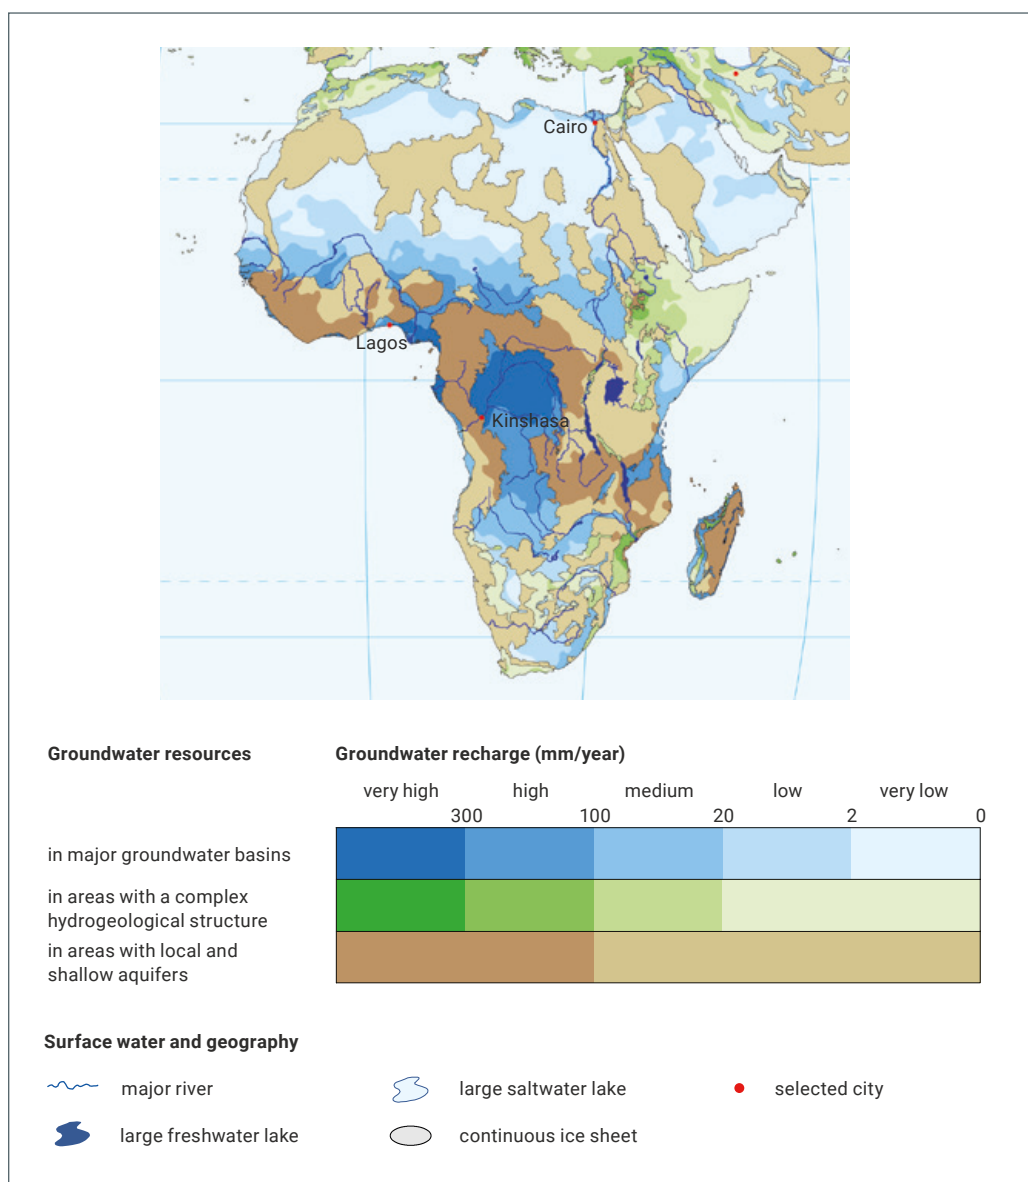 Cairo
Lagos
Kinshasa
Groundwater resources
Groundwater recharge (mm/year)
very high high medium low very low
300 100 20 2 0
in major groundwater basins
in areas with a complex
hydrogeological structure
in areas with local and
shallow aquifers
Surface water and geography
major river
large saltwater lake
selected city
large freshwater lake
continuous ice sheet